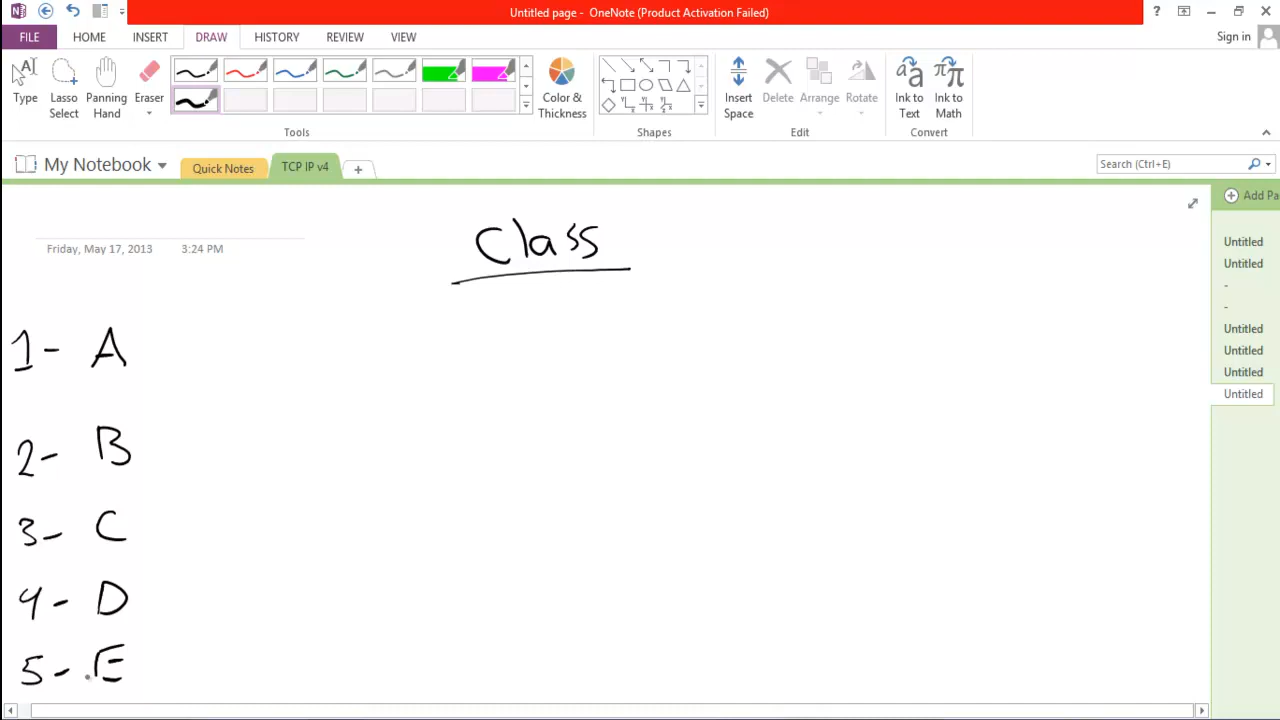 Untitled page - OneNote (Product Activation Failed)
?
FILE HOME INSERT DRAW HISTORY REVIEW VIEW
Sign in
Type
Lasso Select
Panning Hand
Eraser
Color & Thickness
Insert Space
Delete
Arrange
Rotate
Ink to Text
Ink to Math
Tools
Shapes
Edit
Convert
My Notebook
Quick Notes
TCP IP v4
Search (Ctrl+E)
Add Pa
Friday, May 17, 2013 3:24 PM
Class
1- A
2- B
3- C
4- D
5- E
Untitled
Untitled
-
-
Untitled
Untitled
Untitled
Untitled